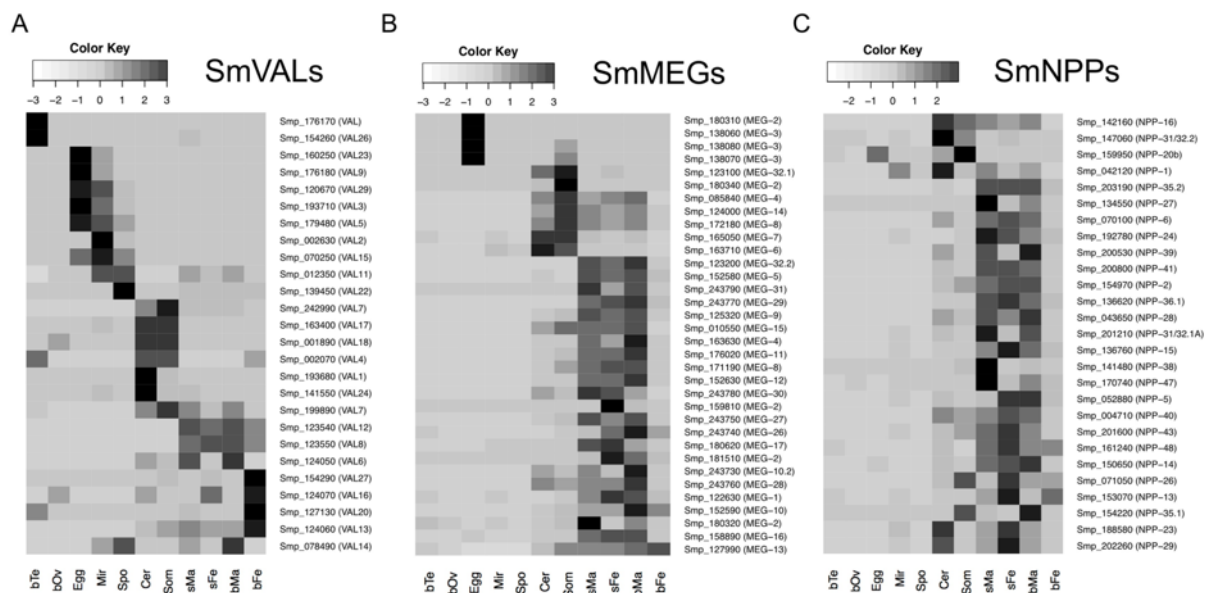 A
Color Key
-3 -2 -1 0 1 2 3
SmVALs
Smp_176170 (VAL)
Smp_154260 (VAL26)
Smp_160250 (VAL23)
Smp_176180 (VAL9)
Smp_120670 (VAL29)
Smp_193710 (VAL3)
Smp_179480 (VAL5)
Smp_002630 (VAL2)
Smp_070250 (VAL15)
Smp_012350 (VAL11)
Smp_139450 (VAL22)
Smp_242990 (VAL7)
Smp_163400 (VAL17)
Smp_001890 (VAL18)
Smp_002070 (VAL4)
Smp_193680 (VAL1)
Smp_141550 (VAL24)
Smp_199890 (VAL7)
Smp_123540 (VAL12)
Smp_123550 (VAL8)
Smp_124050 (VAL6)
Smp_154290 (VAL27)
Smp_124070 (VAL16)
Smp_127130 (VAL20)
Smp_124060 (VAL13)
Smp_078490 (VAL14)
bTe bOv Egg Mir Spo Cer Som sMa sFe bMa bFe
B
Color Key
-3 -2 -1 0 1 2 3
SmMEGs
Smp_180310 (MEG-2)
Smp_138060 (MEG-3)
Smp_138080 (MEG-3)
Smp_138070 (MEG-3)
Smp_123100 (MEG-32.1)
Smp_180340 (MEG-2)
Smp_085840 (MEG-4)
Smp_124000 (MEG-14)
Smp_172180 (MEG-8)
Smp_165050 (MEG-7)
Smp_163710 (MEG-6)
Smp_123200 (MEG-32.2)
Smp_152580 (MEG-5)
Smp_243790 (MEG-31)
Smp_243770 (MEG-29)
Smp_125320 (MEG-9)
Smp_010550 (MEG-15)
Smp_163630 (MEG-4)
Smp_176020 (MEG-11)
Smp_171190 (MEG-8)
Smp_152630 (MEG-12)
Smp_243780 (MEG-30)
Smp_159810 (MEG-2)
Smp_243750 (MEG-27)
Smp_243740 (MEG-26)
Smp_180620 (MEG-17)
Smp_181510 (MEG-2)
Smp_243730 (MEG-10.2)
Smp_243760 (MEG-28)
Smp_122630 (MEG-1)
Smp_152590 (MEG-10)
Smp_180320 (MEG-2)
Smp_158890 (MEG-16)
Smp_127990 (MEG-13)
bTe bOv Egg Mir Spo Cer Som sMa sFe bMa bFe
C
Color Key
-2 -1 0 1 2
SmNPPs
Smp_142160 (NPP-16)
Smp_147060 (NPP-31/32.2)
Smp_159950 (NPP-20b)
Smp_042120 (NPP-1)
Smp_203190 (NPP-35.2)
Smp_134550 (NPP-27)
Smp_070100 (NPP-6)
Smp_192780 (NPP-24)
Smp_200530 (NPP-39)
Smp_200800 (NPP-41)
Smp_154970 (NPP-2)
Smp_136620 (NPP-36.1)
Smp_043650 (NPP-28)
Smp_201210 (NPP-31/32.1A)
Smp_136760 (NPP-15)
Smp_141480 (NPP-38)
Smp_170740 (NPP-47)
Smp_052880 (NPP-5)
Smp_004710 (NPP-40)
Smp_201600 (NPP-43)
Smp_161240 (NPP-48)
Smp_150650 (NPP-14)
Smp_071050 (NPP-26)
Smp_153070 (NPP-13)
Smp_154220 (NPP-35.1)
Smp_188580 (NPP-23)
Smp_202260 (NPP-29)
bTe bOv Egg Mir Spo Cer Som sMa sFe bMa bFe